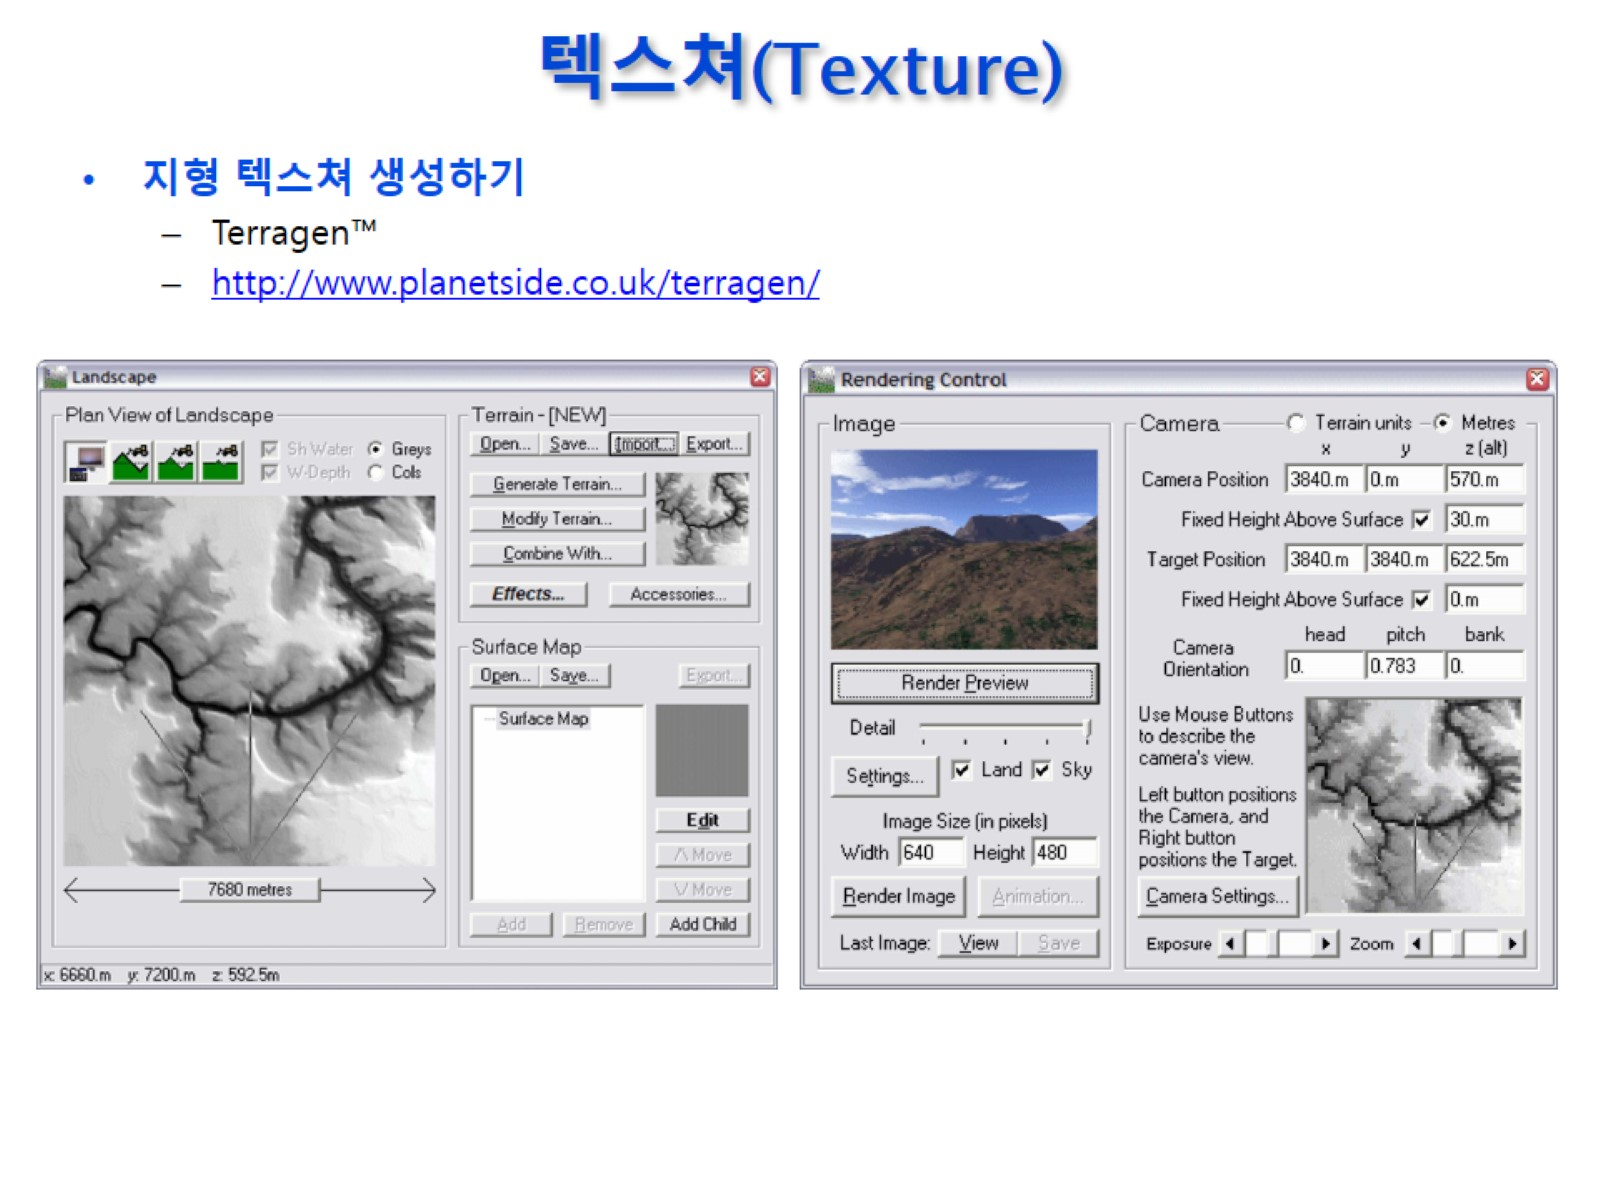 텍스쳐(Texture)
• 지형 텍스쳐 생성하기
– Terragen™
– http://www.planetside.co.uk/terragen/
Landscape
Plan View of Landscape
Sh Water
Greys
W-Depth
Cols
7680 metres
x: 6660.m y: 7200.m z: 592.5m
Terrain - [NEW]
Open... Save... Import... Export...
Generate Terrain...
Modify Terrain...
Combine With...
Effects... Accessories...
Surface Map
Open... Save... Export...
Surface Map
Edit
/\ Move
\/ Move
Add Remove Add Child
Rendering Control
Image
Render Preview
Detail
Settings... Land Sky
Image Size (in pixels)
Width 640 Height 480
Render Image Animation...
Last Image: View Save
Camera Terrain units Metres
x y z (alt)
Camera Position 3840.m 0.m 570.m
Fixed Height Above Surface 30.m
Target Position 3840.m 3840.m 622.5m
Fixed Height Above Surface 0.m
head pitch bank
Camera
Orientation 0. 0.783 0.
Use Mouse Buttons
to describe the
camera's view.
Left button positions
the Camera, and
Right button
positions the Target.
Camera Settings...
Exposure Zoom